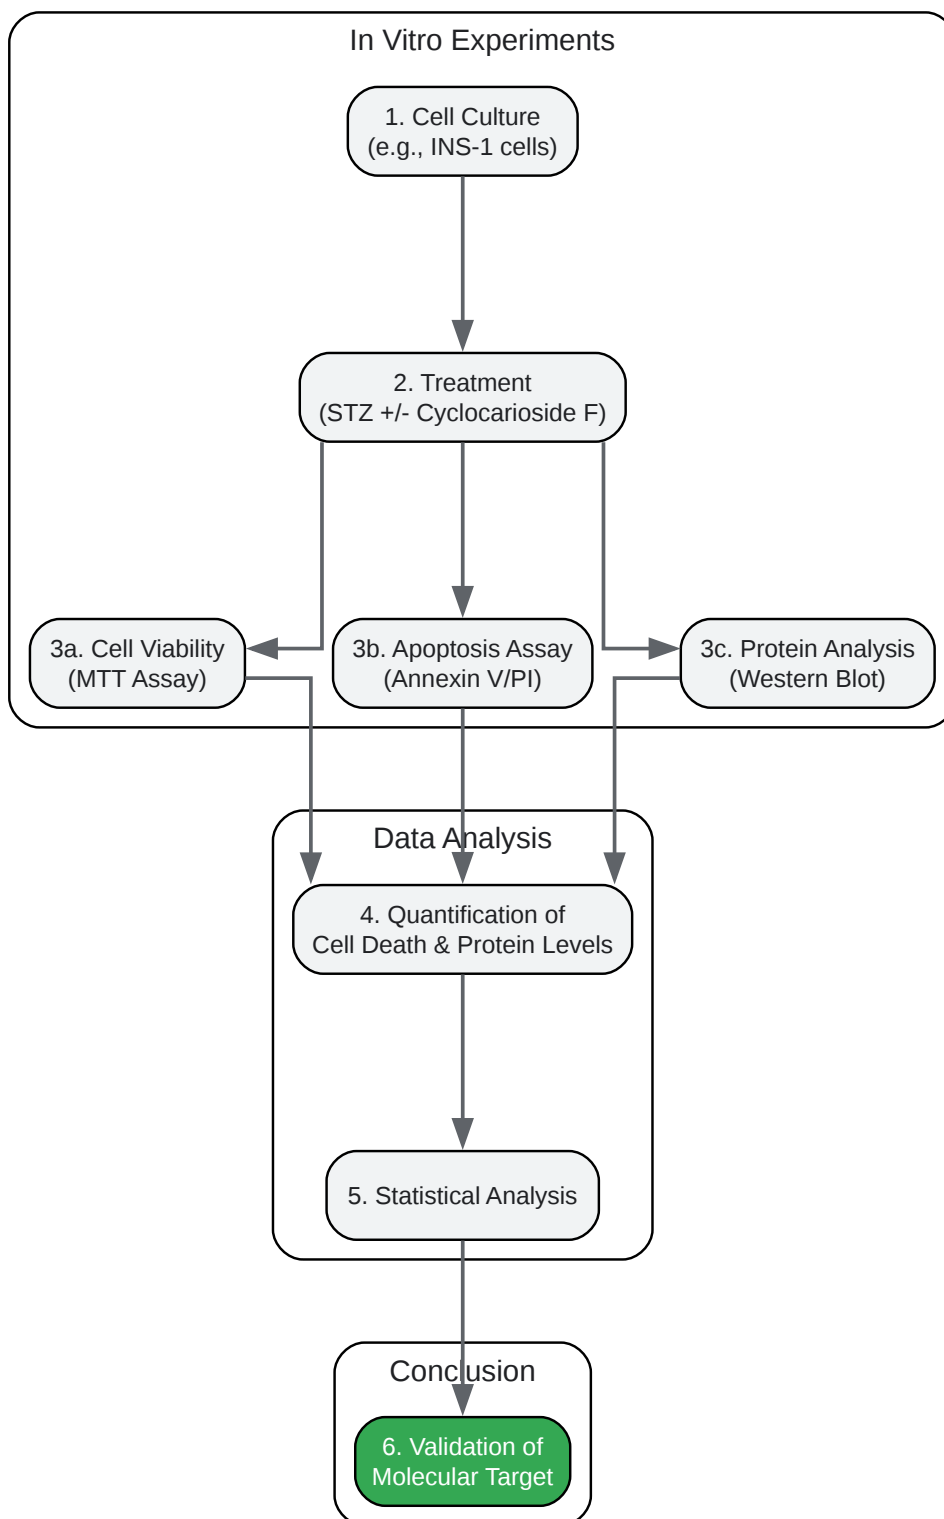 In Vitro Experiments
1. Cell Culture
(e.g., INS-1 cells)
2. Treatment
(STZ +/- Cyclocarioside F)
3a. Cell Viability
(MTT Assay)
3b. Apoptosis Assay
(Annexin V/PI)
3c. Protein Analysis
(Western Blot)
Data Analysis
4. Quantification of
Cell Death & Protein Levels
5. Statistical Analysis
Conclusion
6. Validation of
Molecular Target